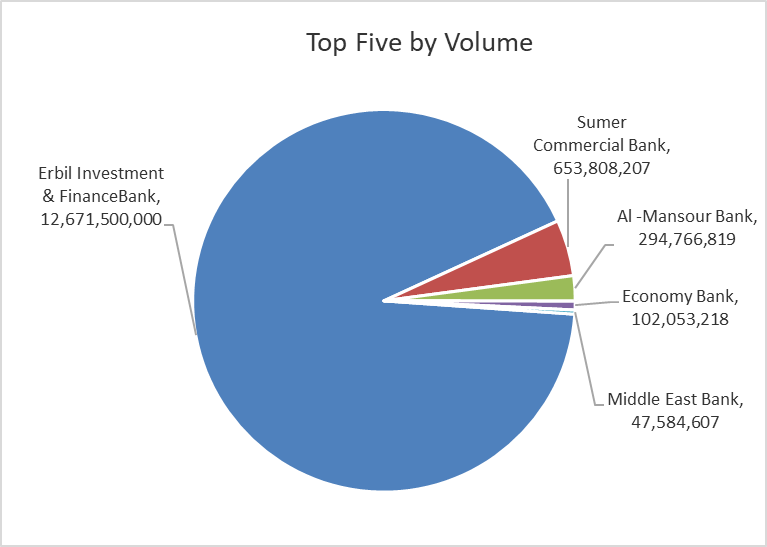 Top Five by Volume
Erbil Investment
& FinanceBank,
12,671,500,000
Sumer
Commercial Bank,
653,808,207
Al -Mansour Bank,
294,766,819
Economy Bank,
102,053,218
Middle East Bank,
47,584,607